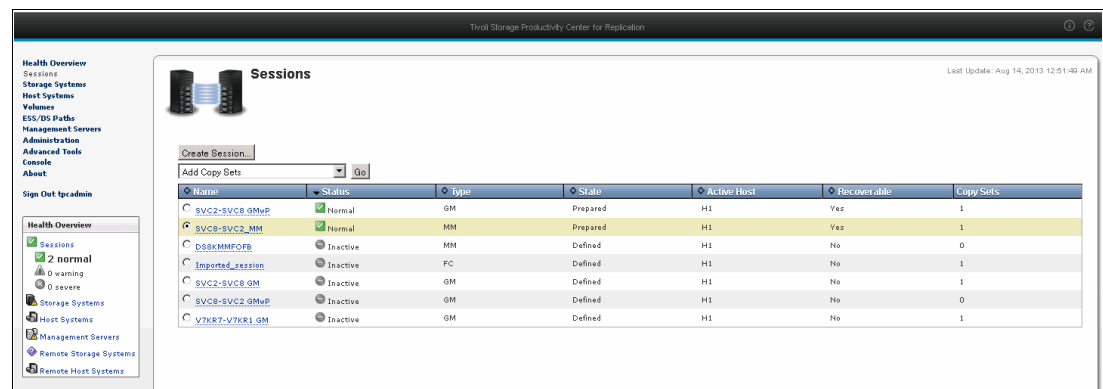 Tivoli Storage Productivity Center for Replication
Health Overview
Sessions
Storage Systems
Host Systems
Volumes
ESS/DS Paths
Management Servers
Administration
Advanced Tools
Console
About
Sign Out tpcadmin
Health Overview
Sessions
2 normal
0 warning
0 severe
Storage Systems
Host Systems
Management Servers
Remote Storage Systems
Remote Host Systems
Sessions
Last Update: Aug 14, 2013 12:51:49 AM
Create Session...
Add Copy Sets Go
Name Status Type State Active Host Recoverable Copy Sets
SVC2-SVC8 GMwP Normal GM Prepared H1 Yes 1
SVC8-SVC2_MM Normal MM Prepared H1 Yes 1
DS8KMMFOFB Inactive MM Defined H1 No 0
Imported_session Inactive FC Defined H1 No 1
SVC2-SVC8 GM Inactive GM Defined H1 No 1
SVC8-SVC2 GMwP Inactive GM Defined H1 No 0
V7KR7-V7KR1 GM Inactive GM Defined H1 No 1